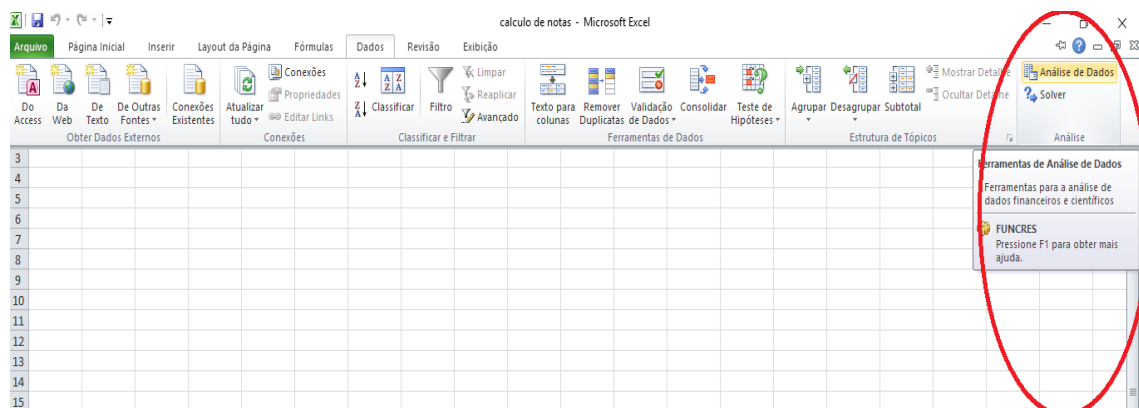 calculo de notas - Microsoft Excel
Arquivo Página Inicial Inserir Layout da Página Fórmulas Dados Revisão Exibição
Do Access
Da Web
De Texto
De Outras Fontes
Obter Dados Externos
Conexões Existentes
Atualizar tudo
Conexões
Propriedades
Editar Links
Conexões
Classificar
Filtro
Limpar
Reaplicar
Avançado
Classificar e Filtrar
Texto para colunas
Remover Duplicatas
Validação de Dados
Consolidar
Teste de Hipóteses
Ferramentas de Dados
Agrupar
Desagrupar
Subtotal
Mostrar Detalhe
Ocultar Detalhe
Estrutura de Tópicos
Análise de Dados
Solver
Análise
Ferramentas de Análise de Dados
Ferramentas para a análise de
dados financeiros e científicos
FUNCRES
Pressione F1 para obter mais
ajuda.
3
4
5
6
7
8
9
10
11
12
13
14
15